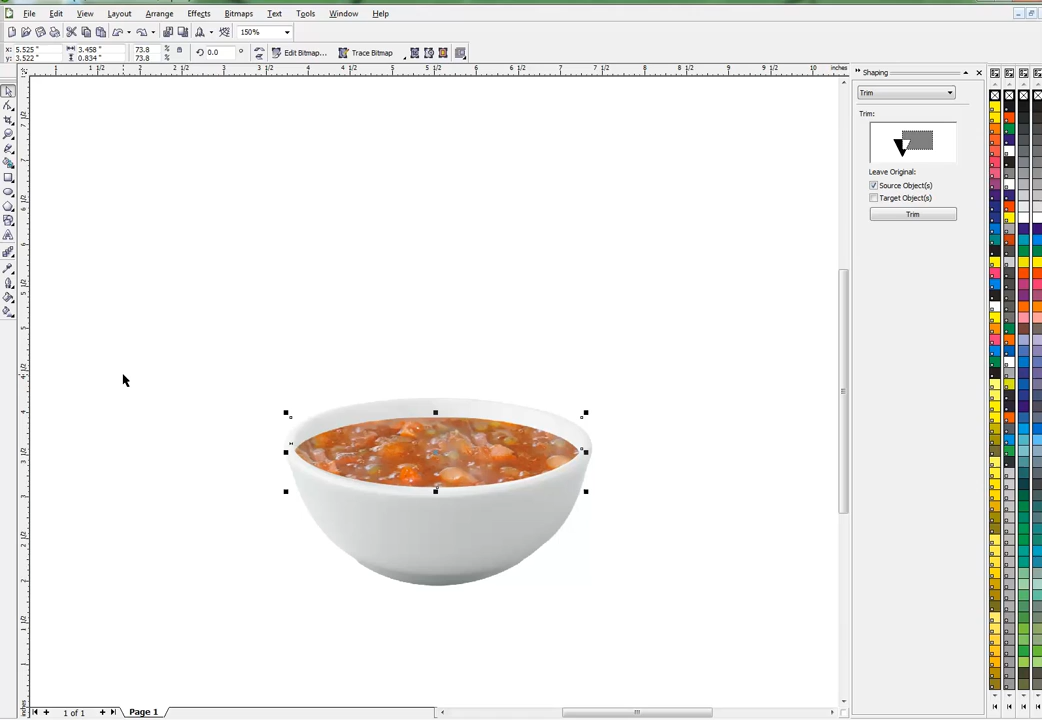 File Edit View Layout Arrange Effects Bitmaps Text Tools Window Help
150%
x: 5.525 " 3.458 " 73.8 %
y: 3.522 " 0.834 " 73.8 %
0.0 °
Edit Bitmap... Trace Bitmap
inches
Shaping
Trim
Trim:
Leave Original:
Source Object(s)
Target Object(s)
Trim
1 of 1
Page 1